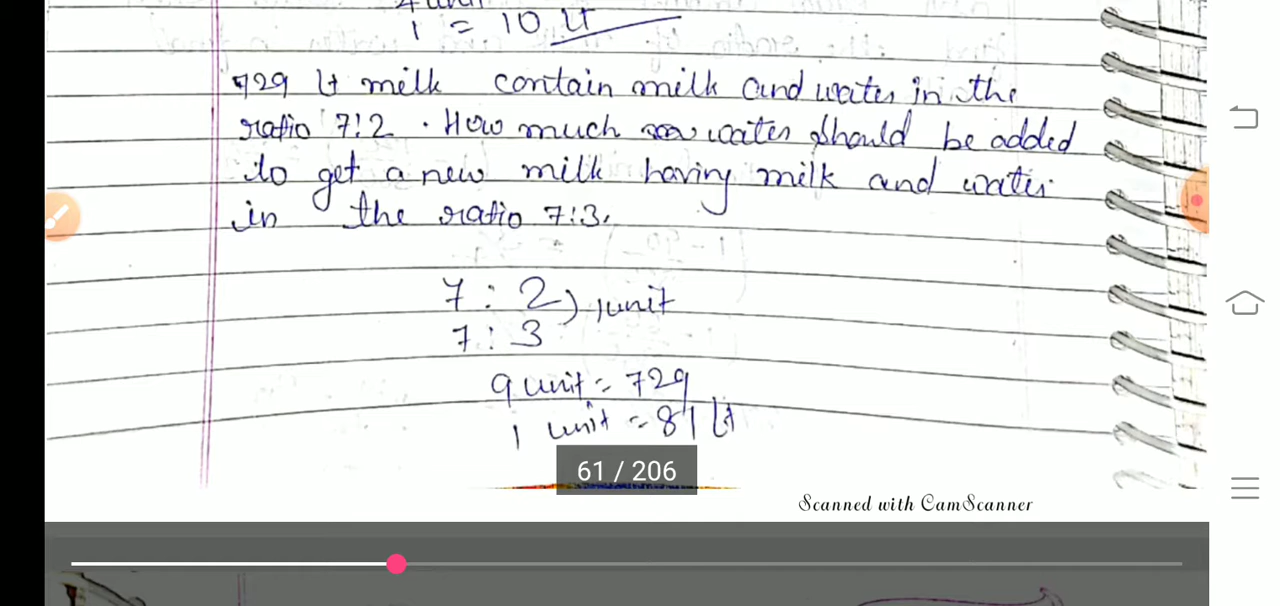 1 = 10 Lt
729 Lt milk contain milk and water in the
ratio 7:2 . How much water should be added
to get a new milk having milk and water
in the ratio 7:3.
7 : 2 ) 1unit
7 : 3
9 unit = 729
1 unit = 81 Lt
61 / 206
Scanned with CamScanner